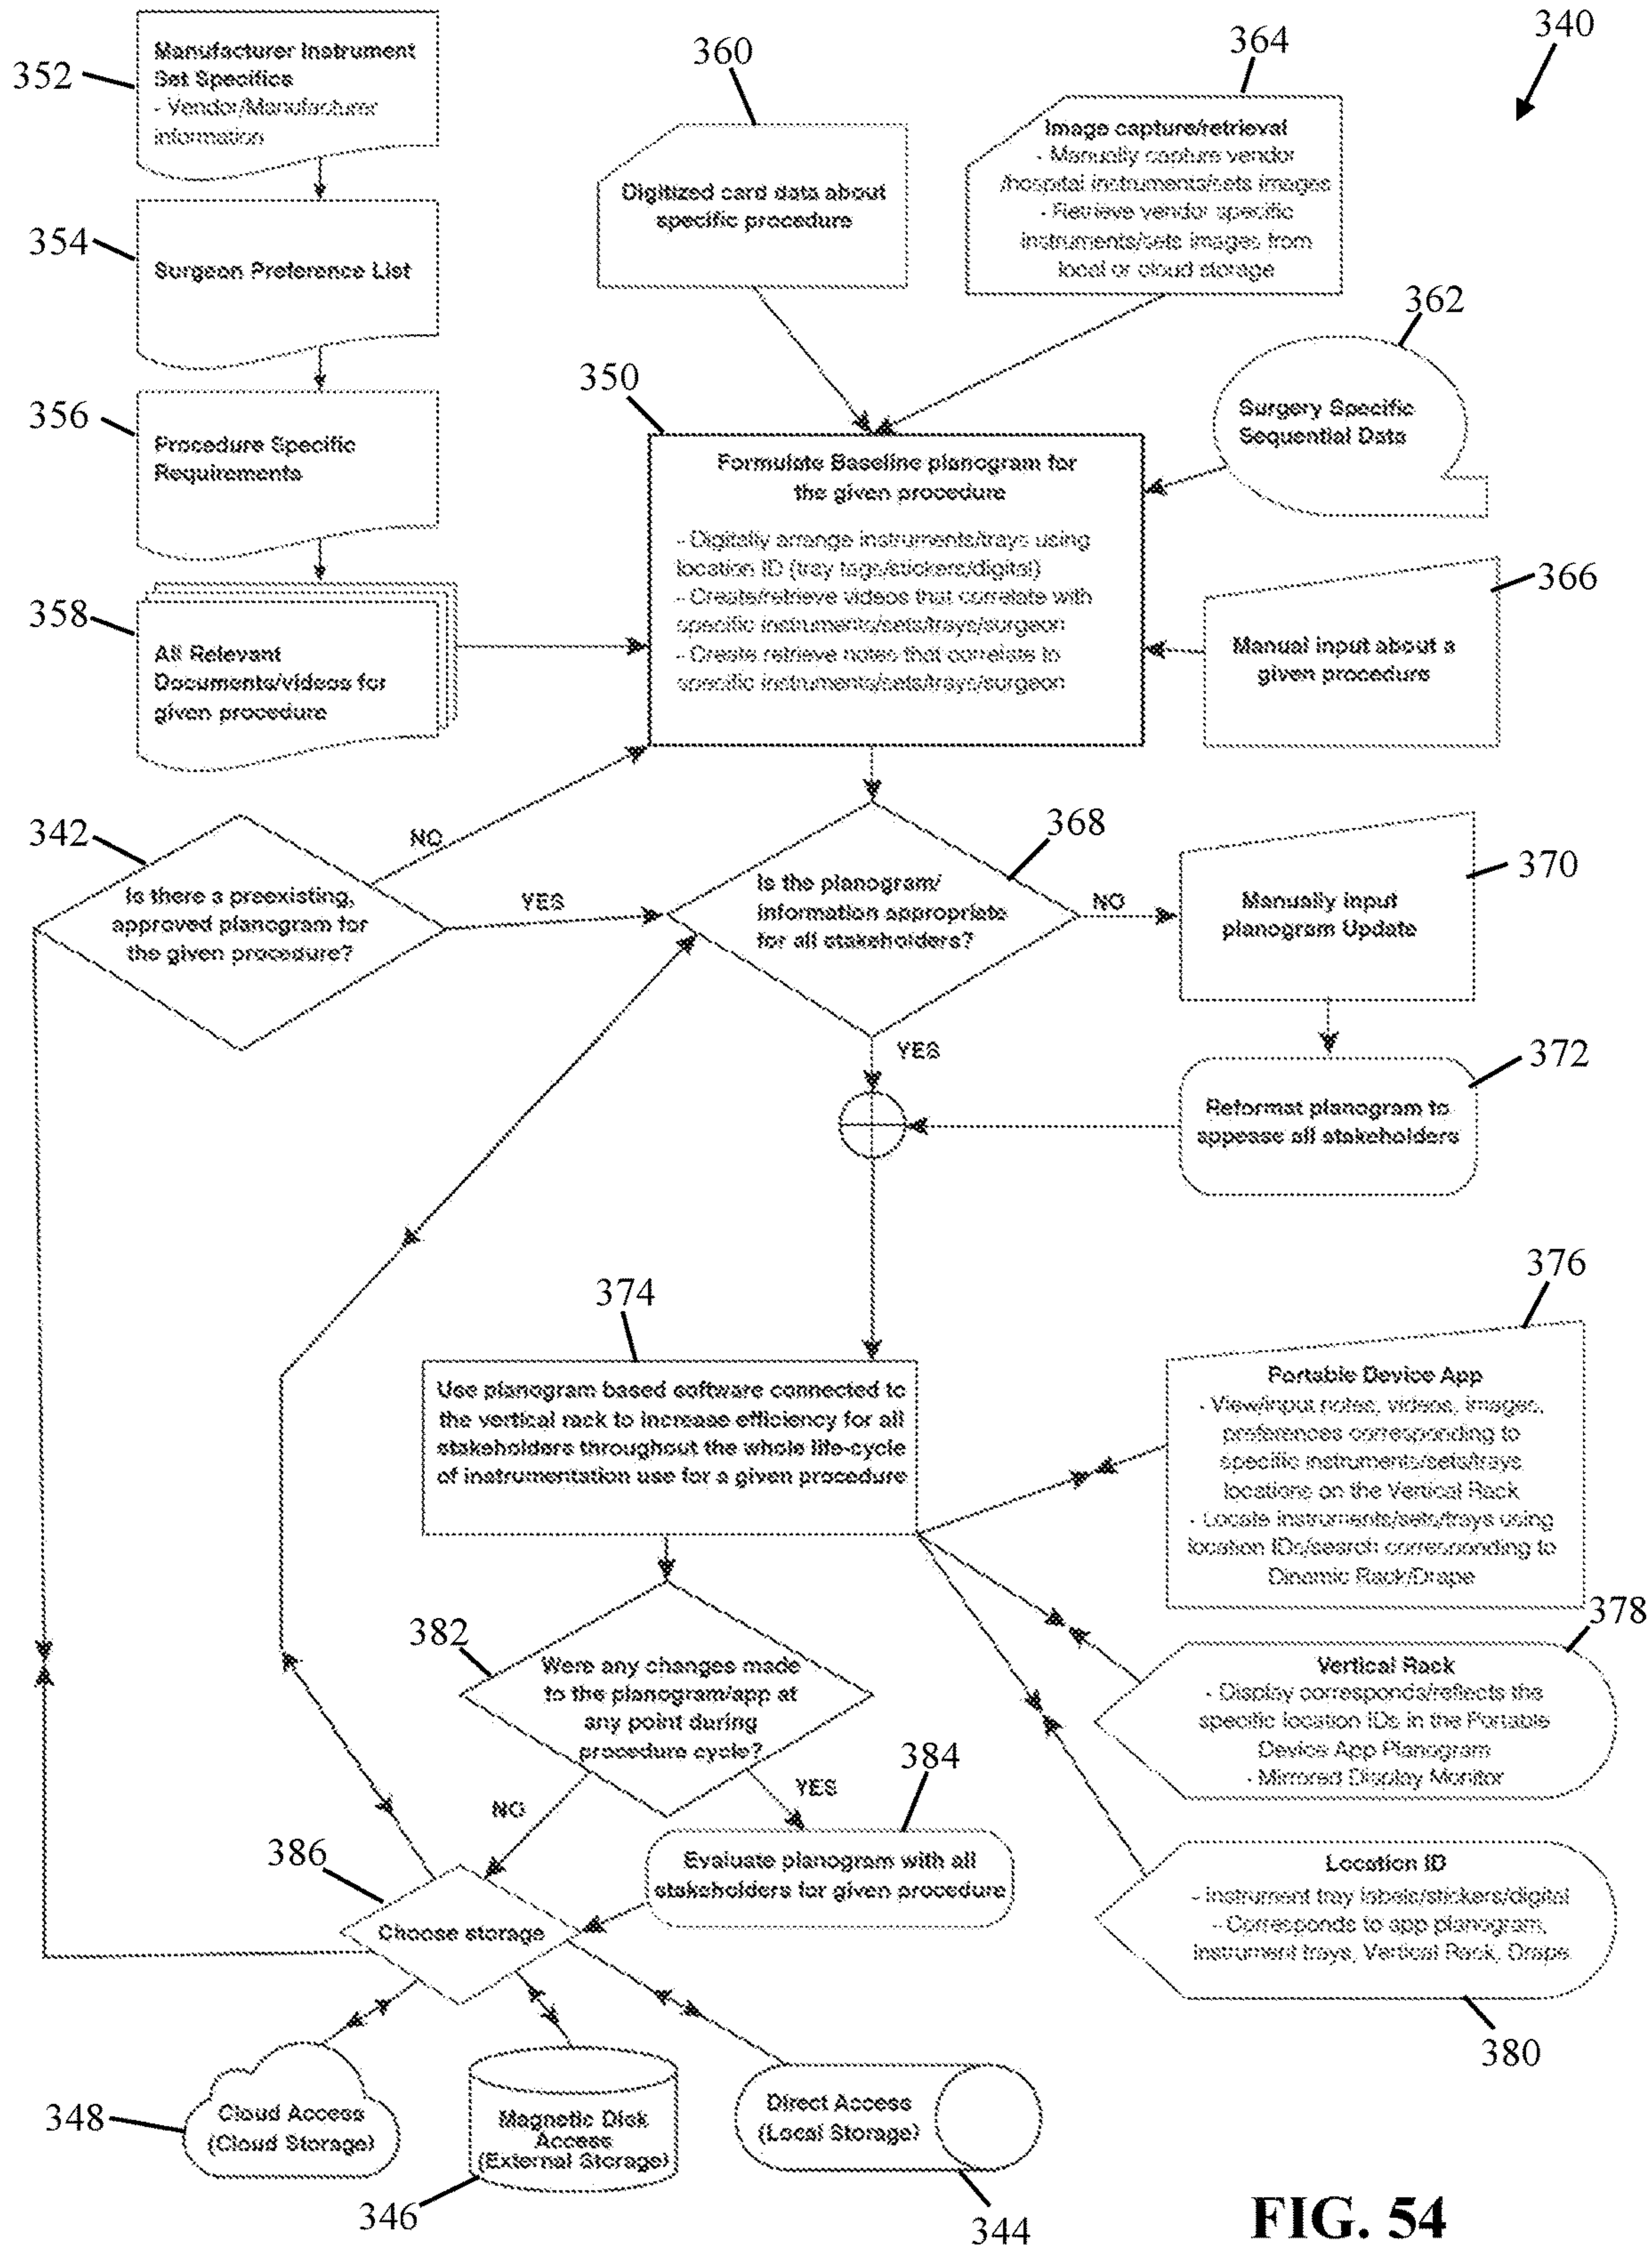 340
352
Manufacturer Instrument
Set Specifics
- Vendor/Manufacturer
information
360
Digitized card data about
specific procedure
364
Image capture/retrieval
- Manually capture vendor
/hospital instruments/sets images
- Retrieve vendor specific
instruments/sets images from
local or cloud storage
354
Surgeon Preference List
362
Surgery Specific
Sequential Data
356
Procedure Specific
Requirements
350
Formulate Baseline planogram for
the given procedure
- Digitally arrange instruments/trays using
location ID (tray tags/stickers/digital)
- Create/retrieve videos that correlate with
specific instruments/sets/trays/surgeon
- Create retrieve notes that correlate to
specific instruments/sets/trays/surgeon
366
Manual input about a
given procedure
358
All Relevant
Documents/videos for
given procedure
342
Is there a preexisting,
approved planogram for
the given procedure?
NO
YES
368
Is the planogram/
information appropriate
for all stakeholders?
NO
YES
370
Manually input
planogram Update
372
Reformat planogram to
appease all stakeholders
374
Use planogram based software connected to
the vertical rack to increase efficiency for all
stakeholders throughout the whole life-cycle
of instrumentation use for a given procedure
376
Portable Device App
- View/input notes, videos, images,
preferences corresponding to
specific instruments/sets/trays
locations on the Vertical Rack
- Locate instruments/sets/trays using
location IDs/search corresponding to
Dinamic Rack/Drape
378
Vertical Rack
- Display corresponds/reflects the
specific location IDs in the Portable
Device App Planogram
- Mirrored Display Monitor
382
Were any changes made
to the planogram/app at
any point during
procedure cycle?
NO
YES
384
Evaluate planogram with all
stakeholders for given procedure
380
Location ID
- Instrument tray labels/stickers/digital
- Corresponds to app planogram,
instrument trays, Vertical Rack, Drape
386
Choose storage
348
Cloud Access
(Cloud Storage)
346
Magnetic Disk
Access
(External Storage)
344
Direct Access
(Local Storage)
FIG. 54